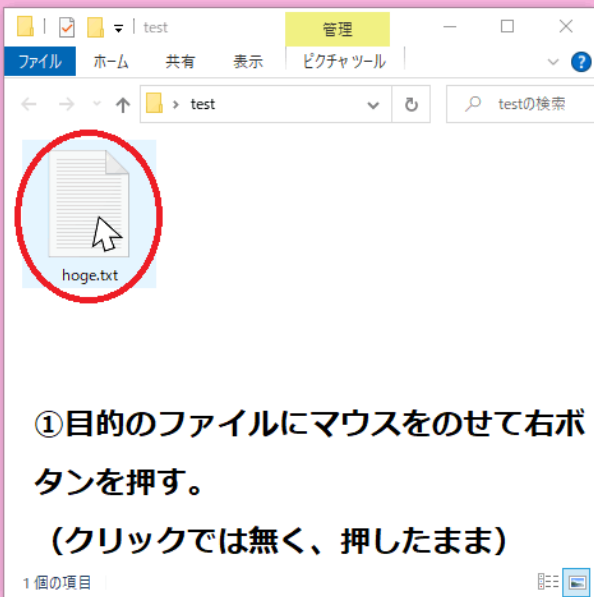 test
管理
ファイル
ホーム
共有
表示
ピクチャ ツール
test
testの検索
hoge.txt
①目的のファイルにマウスをのせて右ボ
タンを押す。
（クリックでは無く、押したまま）
1 個の項目